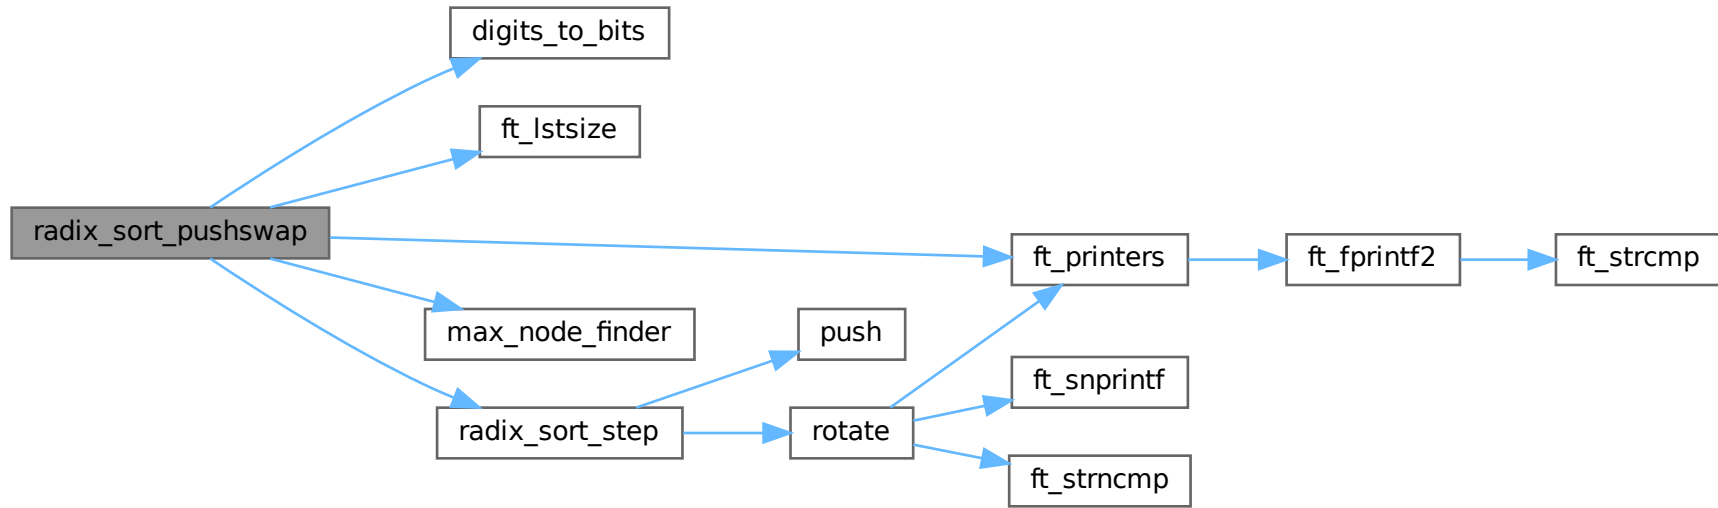 digits_to_bits
ft_lstsize
radix_sort_pushswap
ft_printers
ft_fprintf2
ft_strcmp
max_node_finder
push
ft_snprintf
radix_sort_step
rotate
ft_strncmp